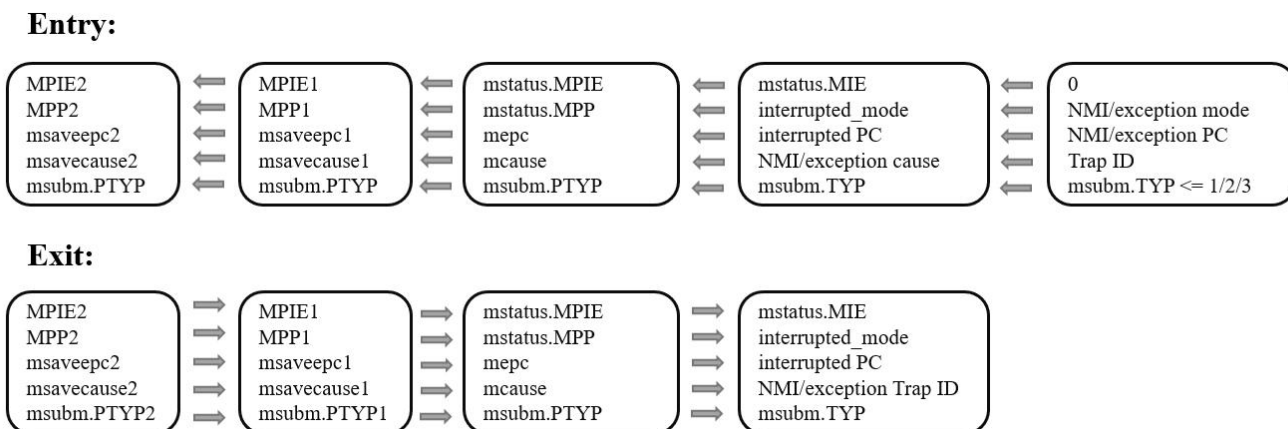 Entry:
MPIE2
MPP2
msaveepc2
msavecause2
msubm.PTYP
MPIE1
MPP1
msaveepc1
msavecause1
msubm.PTYP
mstatus.MPIE
mstatus.MPP
mepc
mcause
msubm.PTYP
mstatus.MIE
interrupted_mode
interrupted PC
NMI/exception cause
msubm.TYP
0
NMI/exception mode
NMI/exception PC
Trap ID
msubm.TYP <= 1/2/3
Exit:
MPIE2
MPP2
msaveepc2
msavecause2
msubm.PTYP2
MPIE1
MPP1
msaveepc1
msavecause1
msubm.PTYP1
mstatus.MPIE
mstatus.MPP
mepc
mcause
msubm.PTYP
mstatus.MIE
interrupted_mode
interrupted PC
NMI/exception Trap ID
msubm.TYP